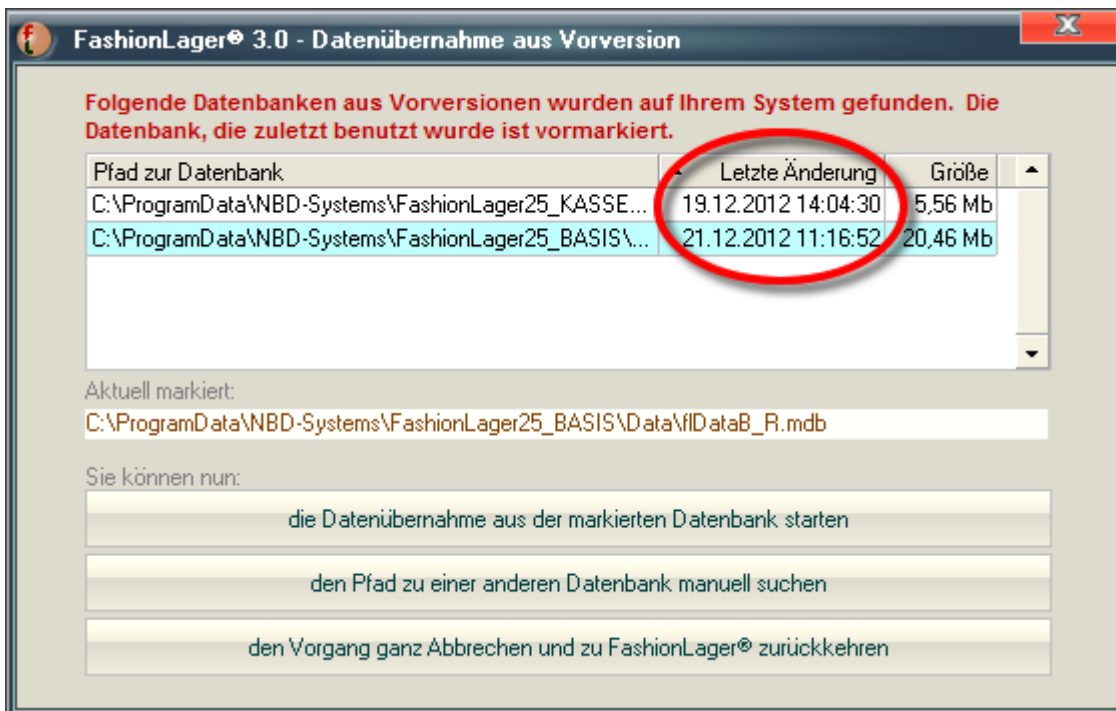 FashionLager® 3.0 - Datenübernahme aus Vorversion
Folgende Datenbanken aus Vorversionen wurden auf Ihrem System gefunden. Die
Datenbank, die zuletzt benutzt wurde ist vormarkiert.
Pfad zur Datenbank Letzte Änderung Größe
C:\ProgramData\NBD-Systems\FashionLager25_KASSE... 19.12.2012 14:04:30 5,56 Mb
C:\ProgramData\NBD-Systems\FashionLager25_BASIS\... 21.12.2012 11:16:52 20,46 Mb
Aktuell markiert:
C:\ProgramData\NBD-Systems\FashionLager25_BASIS\Data\flDataB_R.mdb
Sie können nun:
die Datenübernahme aus der markierten Datenbank starten
den Pfad zu einer anderen Datenbank manuell suchen
den Vorgang ganz Abbrechen und zu FashionLager® zurückkehren